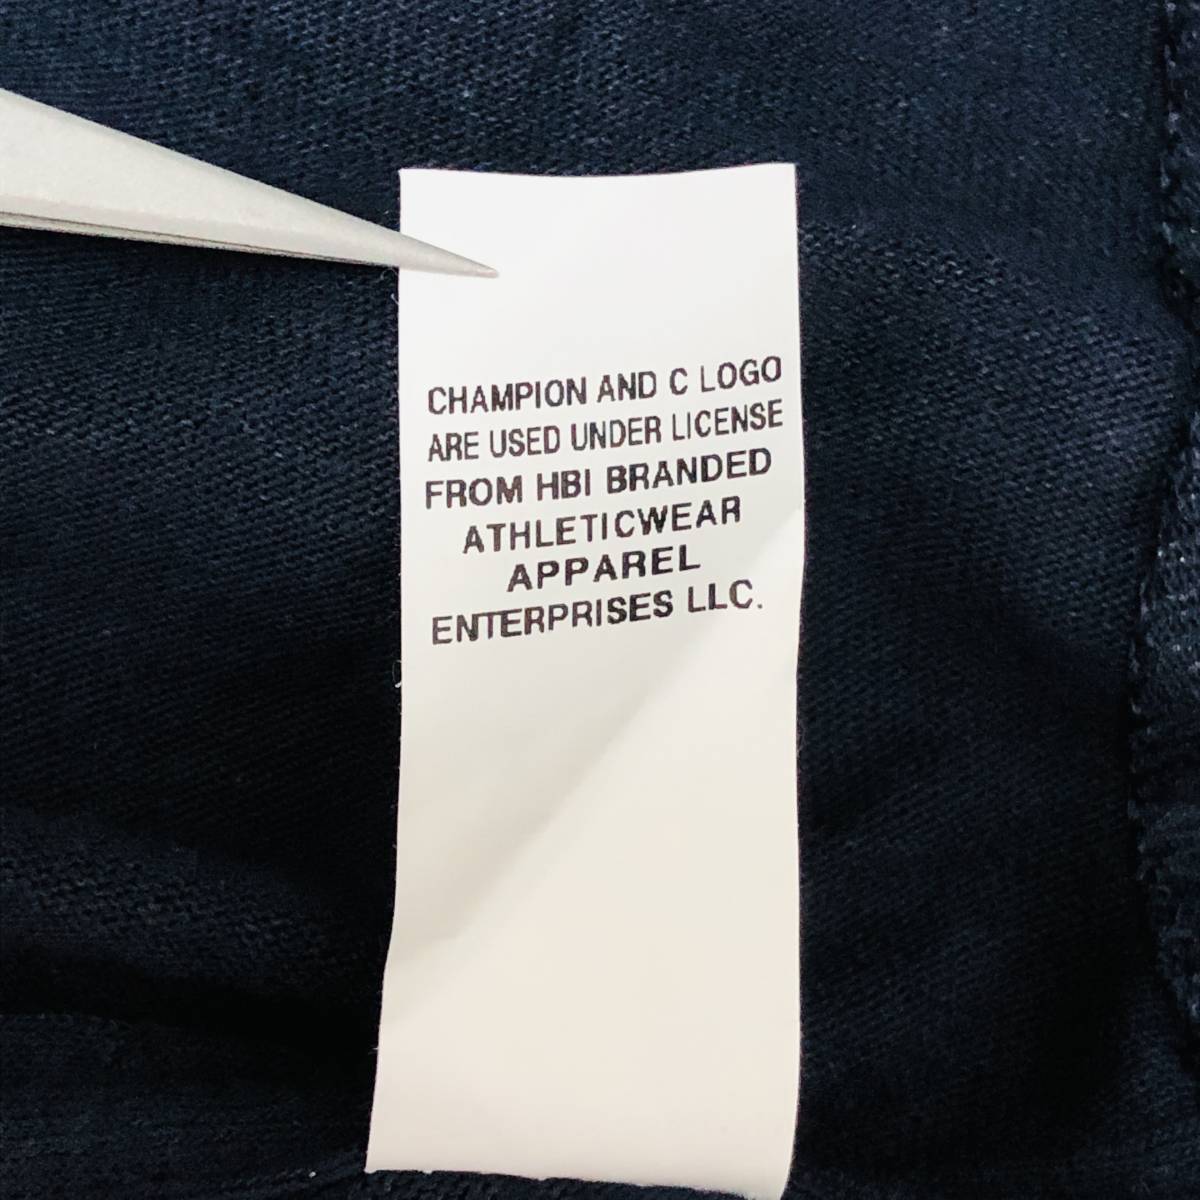 CHAMPION AND C LOGO
ARE USED UNDER LICENSE
FROM HBI BRANDED
ATHLETICWEAR
APPAREL
ENTERPRISES LLC.